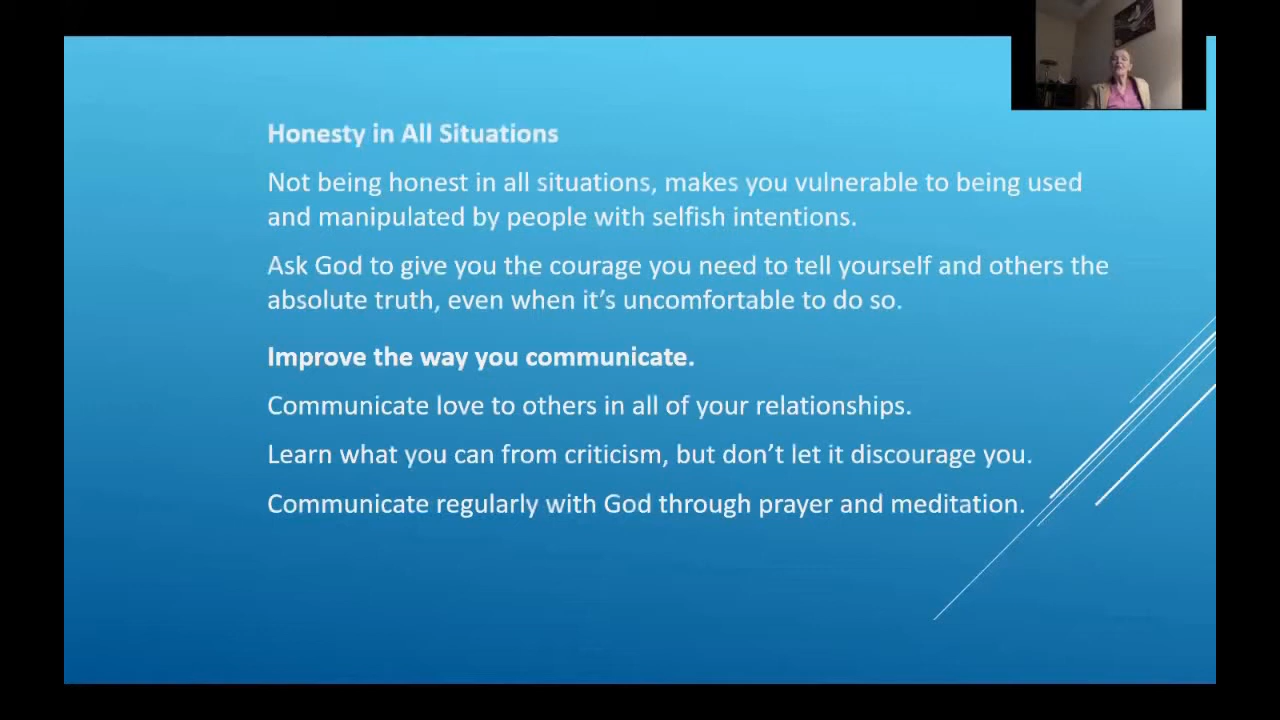 Honesty in All Situations
Not being honest in all situations, makes you vulnerable to being used
and manipulated by people with selfish intentions.
Ask God to give you the courage you need to tell yourself and others the
absolute truth, even when it’s uncomfortable to do so.
Improve the way you communicate.
Communicate love to others in all of your relationships.
Learn what you can from criticism, but don’t let it discourage you.
Communicate regularly with God through prayer and meditation.